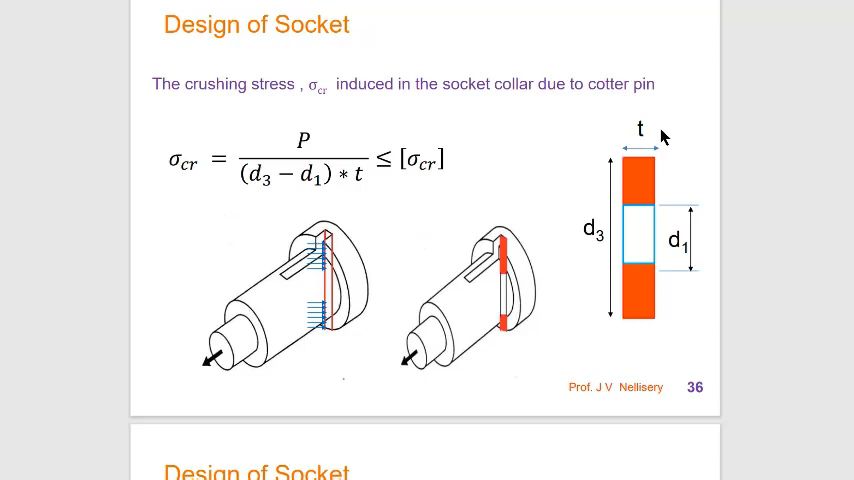 Design of Socket
The crushing stress , σcr induced in the socket collar due to cotter pin
σcr = P / (d3 − d1) * t ≤ [σcr]
t
d3
d1
Prof. J V Nellisery
36
Design of Socket